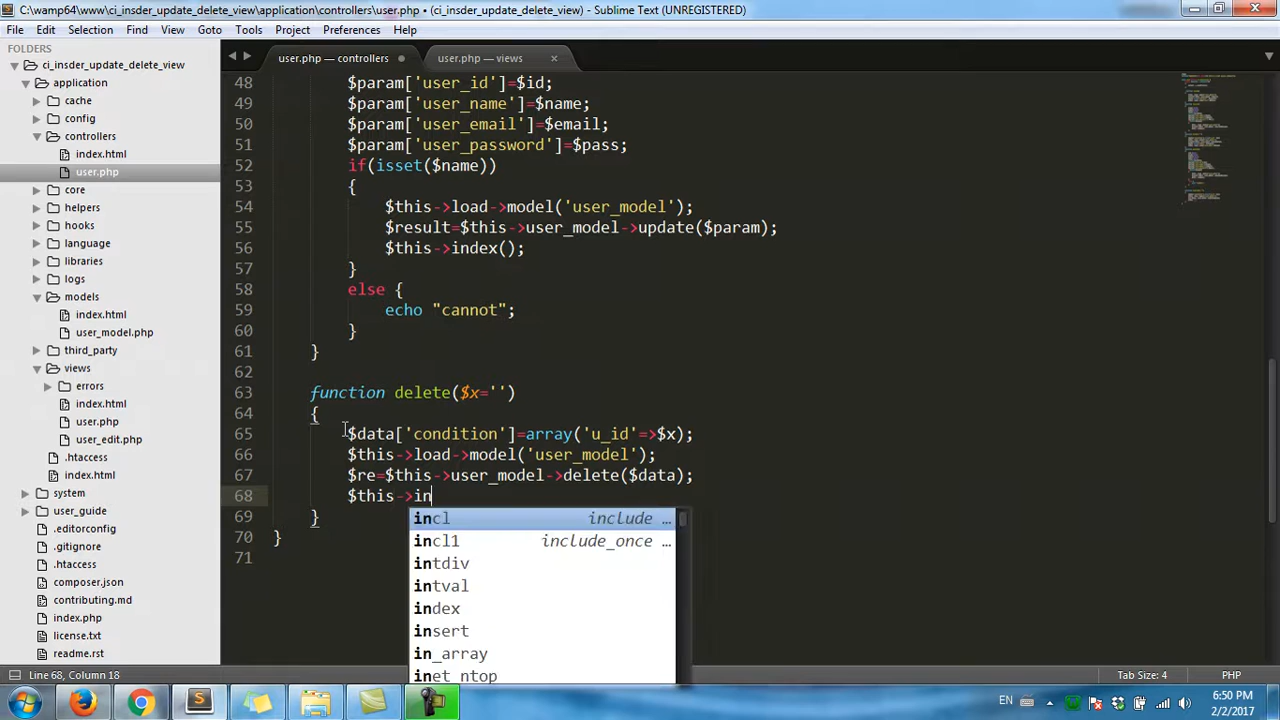 C:\wamp64\www\ci_insder_update_delete_view\application\controllers\user.php • (ci_insder_update_delete_view) - Sublime Text (UNREGISTERED)
File Edit Selection Find View Goto Tools Project Preferences Help
FOLDERS
ci_insder_update_delete_view
application
cache
config
controllers
index.html
user.php
core
helpers
hooks
language
libraries
logs
models
index.html
user_model.php
third_party
views
errors
index.html
user.php
user_edit.php
.htaccess
index.html
system
user_guide
.editorconfig
.gitignore
.htaccess
composer.json
contributing.md
index.php
license.txt
readme.rst
user.php — controllers
user.php — views
48 $param['user_id']=$id;
49 $param['user_name']=$name;
50 $param['user_email']=$email;
51 $param['user_password']=$pass;
52 if(isset($name))
53 {
54 $this->load->model('user_model');
55 $result=$this->user_model->update($param);
56 $this->index();
57 }
58 else {
59 echo "cannot";
60 }
61 }
62
63 function delete($x='')
64 {
65 $data['condition']=array('u_id'=>$x);
66 $this->load->model('user_model');
67 $re=$this->user_model->delete($data);
68 $this->in
69 }
70 }
71
incl include …
incl1 include_once …
intdiv
intval
index
insert
in_array
inet_ntop
Line 68, Column 18
Tab Size: 4 PHP
EN
6:50 PM
2/2/2017